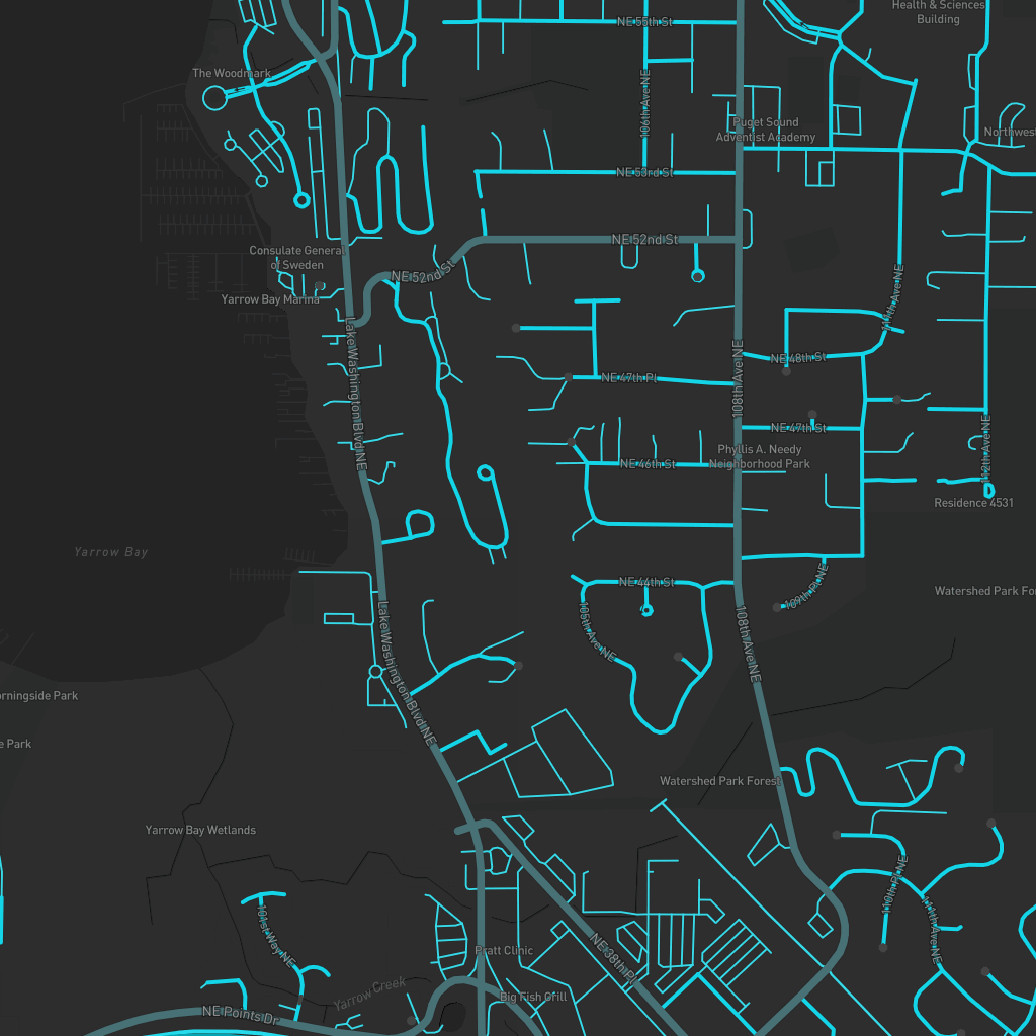 Health & Sciences
Building
NE 55th St
The Woodmark
106th Ave NE
Puget Sound
Adventist Academy
NE 53rd St
NE 52nd St
Consulate General
of Sweden
NE 52nd St
Yarrow Bay Marina
111th Ave NE
Lake Washington Blvd NE
108th Ave NE
NE 48th St
NE 47th Pl
NE 47th St
112th Ave NE
Phyllis A. Needy
Neighborhood Park
NE 46th St
Residence 4531
Yarrow Bay
NE 44th St
109th Pl NE
105th Ave NE
Lake Washington Blvd NE
108th Ave NE
Watershed Park Fo
orningside Park
e Park
Watershed Park Forest
Yarrow Bay Wetlands
110th Pl NE
111th Ave NE
101st Way NE
Pratt Clinic
NE 38th Pl
Yarrow Creek
Big Fish Grill
NE Points Dr